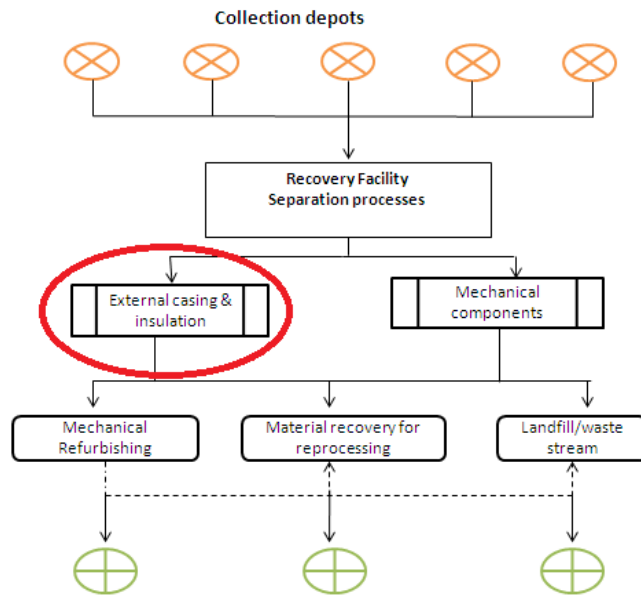 Collection depots
Recovery Facility
Separation processes
External casing &
insulation
Mechanical
components
Mechanical
Refurbishing
Material recovery for
reprocessing
Landfill/waste
stream